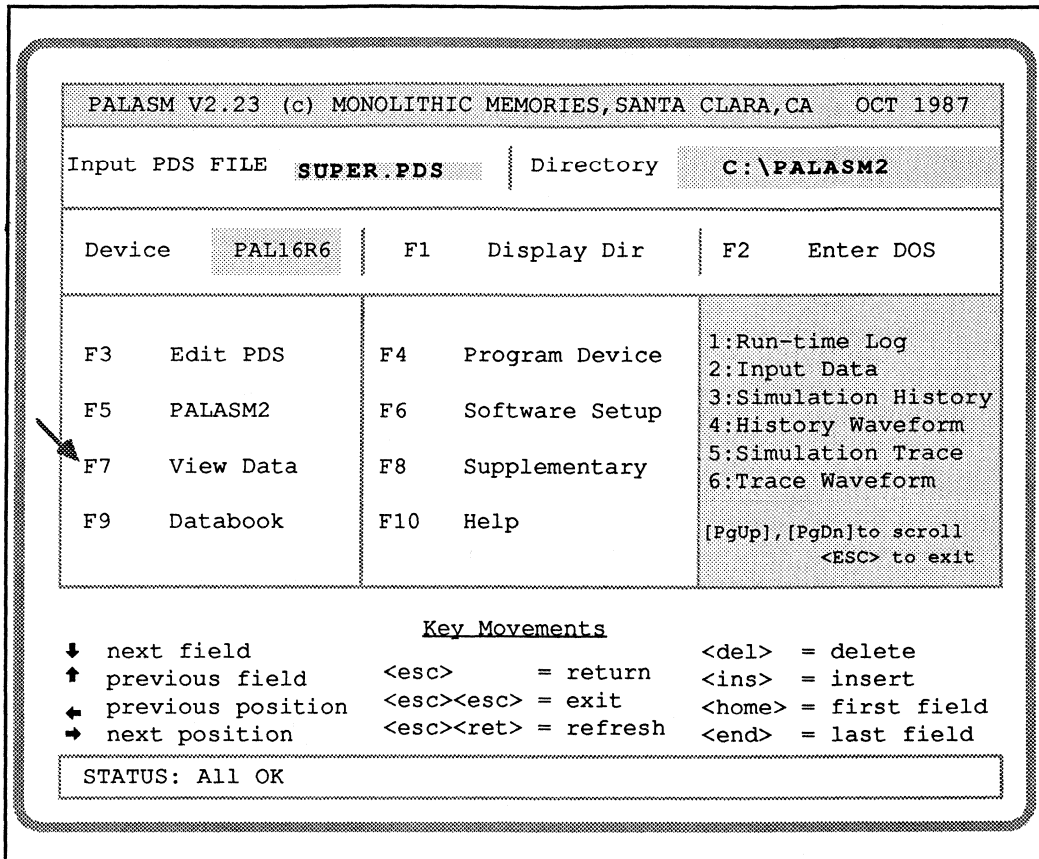 PALASM V2.23 (c) MONOLITHIC MEMORIES,SANTA CLARA,CA OCT 1987
Input PDS FILE SUPER.PDS Directory C:\PALASM2
Device PAL16R6 F1 Display Dir F2 Enter DOS
F3 Edit PDS F4 Program Device
F5 PALASM2 F6 Software Setup
F7 View Data F8 Supplementary
F9 Databook F10 Help
1:Run-time Log
2:Input Data
3:Simulation History
4:History Waveform
5:Simulation Trace
6:Trace Waveform
[PgUp],[PgDn]to scroll
<ESC> to exit
Key Movements
↓ next field
↑ previous field
← previous position
→ next position
<esc> = return
<esc><esc> = exit
<esc><ret> = refresh
<del> = delete
<ins> = insert
<home> = first field
<end> = last field
STATUS: All OK